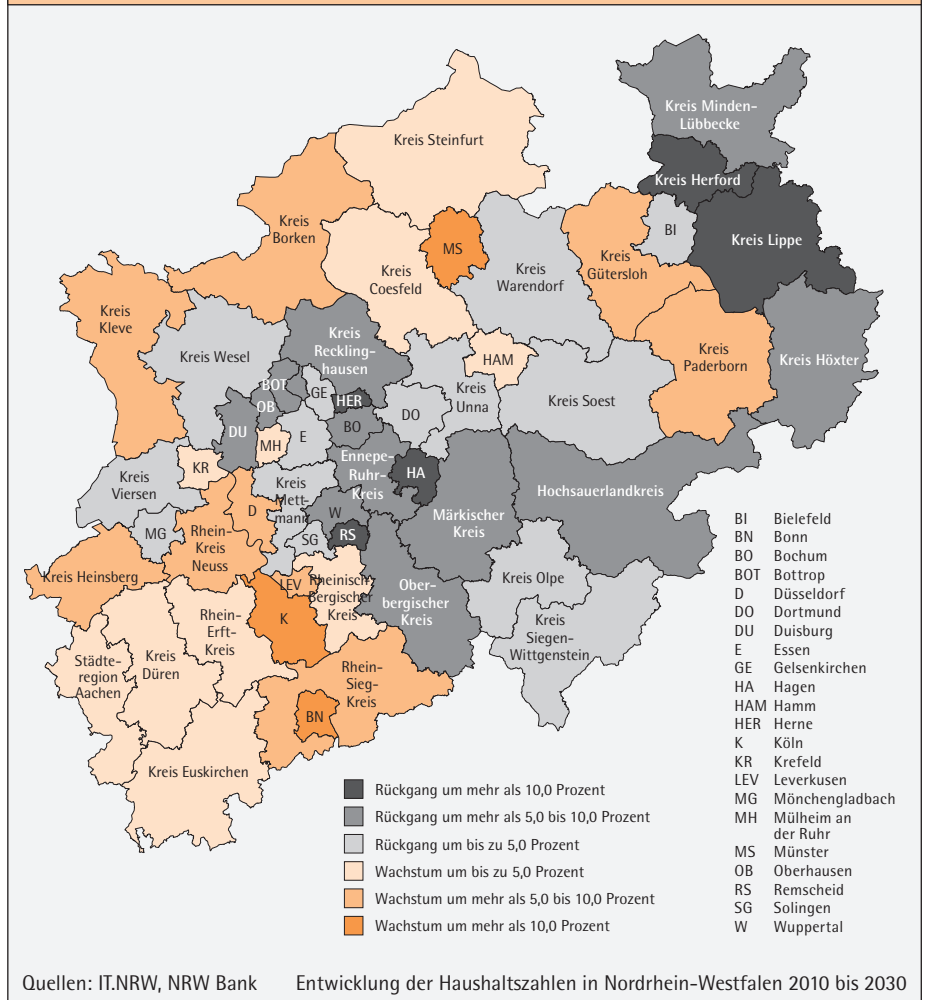 Kreis Minden-
Lübbecke
Kreis Steinfurt
Kreis Herford
Kreis
Borken
MS
BI
Kreis Lippe
Kreis
Coesfeld
Kreis
Warendorf
Kreis
Gütersloh
Kreis
Kleve
Kreis Wesel
Kreis
Reckling-
hausen
HAM
Kreis
Paderborn
Kreis Höxter
BOT
GE
HER
OB
DO
Kreis
Unna
Kreis Soest
DU
MH
E
BO
KR
Ennepe-
Ruhr-
Kreis
HA
Kreis
Viersen
Kreis
Mett-
mann
Hochsauerlandkreis
D
W
Märkischer
Kreis
MG
Rhein-
Kreis
Neuss
SG
RS
Kreis Heinsberg
LEV
Rheinisch-
Bergischer
Kreis
Ober-
bergischer
Kreis
Kreis Olpe
Rhein-
Erft-
Kreis
K
Kreis
Siegen-
Wittgenstein
Städte-
region
Aachen
Kreis
Düren
Rhein-
Sieg-
Kreis
BN
Kreis Euskirchen
Rückgang um mehr als 10,0 Prozent
Rückgang um mehr als 5,0 bis 10,0 Prozent
Rückgang um bis zu 5,0 Prozent
Wachstum um bis zu 5,0 Prozent
Wachstum um mehr als 5,0 bis 10,0 Prozent
Wachstum um mehr als 10,0 Prozent
BI Bielefeld
BN Bonn
BO Bochum
BOT Bottrop
D Düsseldorf
DO Dortmund
DU Duisburg
E Essen
GE Gelsenkirchen
HA Hagen
HAM Hamm
HER Herne
K Köln
KR Krefeld
LEV Leverkusen
MG Mönchengladbach
MH Mülheim an
der Ruhr
MS Münster
OB Oberhausen
RS Remscheid
SG Solingen
W Wuppertal
Quellen: IT.NRW, NRW Bank Entwicklung der Haushaltszahlen in Nordrhein-Westfalen 2010 bis 2030